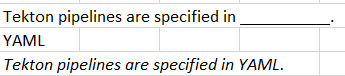 Tekton pipelines are specified in __________.
YAML
Tekton pipelines are specified in YAML.